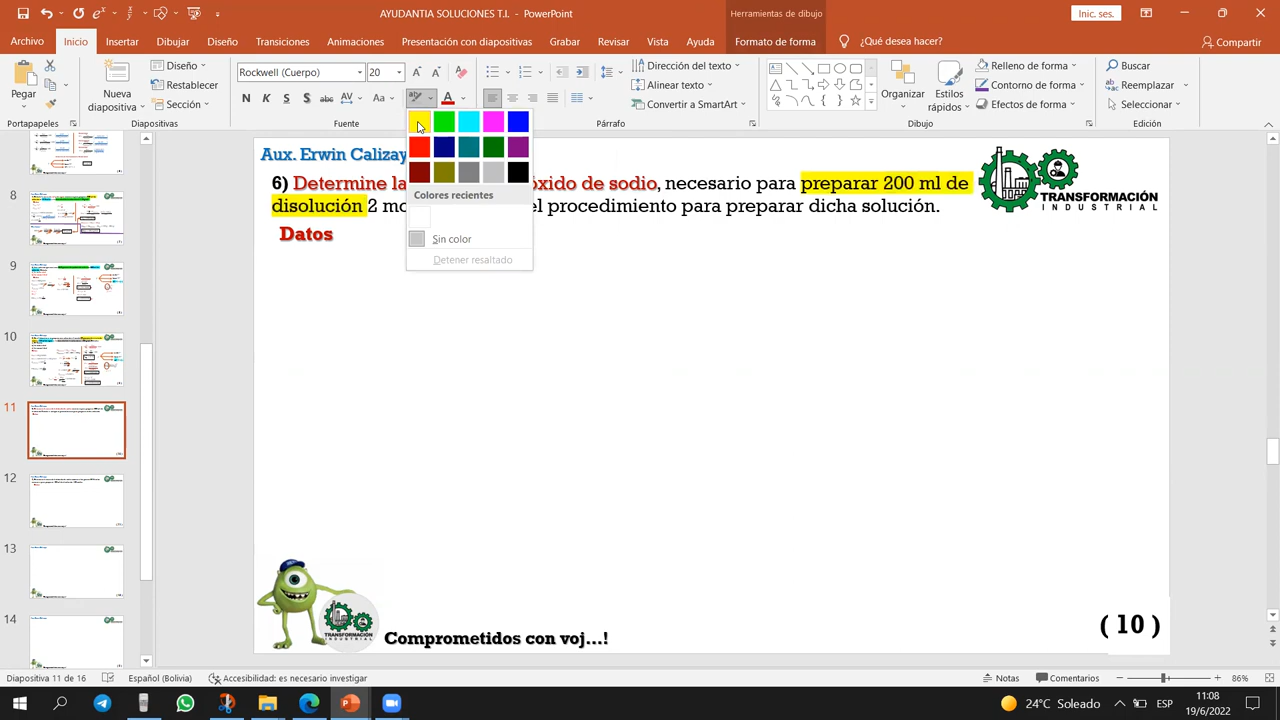 AYUDANTIA SOLUCIONES T.I. - PowerPoint
Herramientas de dibujo
Inic. ses.
Archivo Inicio Insertar Dibujar Diseño Transiciones Animaciones Presentación con diapositivas Grabar Revisar Vista Ayuda Formato de forma ¿Qué desea hacer? Compartir
Pegar
Portapapeles
Nueva
diapositiva
Diseño
Restablecer
Sección
Diapositivas
Rockwell (Cuerpo) 20
N K S S abc AV Aa A
Fuente
Dirección del texto
Alinear texto
Convertir a SmartArt
Párrafo
Organizar
Estilos
rápidos
Relleno de forma
Contorno de forma
Efectos de forma
Dibujo
Buscar
Reemplazar
Seleccionar
Edición
Colores recientes
Sin color
Detener resaltado
8
9
10
11
12
13
14
Aux. Erwin Calizay
6) Determine la óxido de sodio, necesario para preparar 200 ml de
disolución 2 mo el procedimiento para preparar dicha solución.
Datos
TRANSFORMACIÓN
INDUSTRIAL
TRANSFORMACIÓN
INDUSTRIAL
Comprometidos con voj...!
( 10 )
Diapositiva 11 de 16 Español (Bolivia) Accesibilidad: es necesario investigar Notas Comentarios 86%
24°C Soleado ESP 11:08
19/6/2022